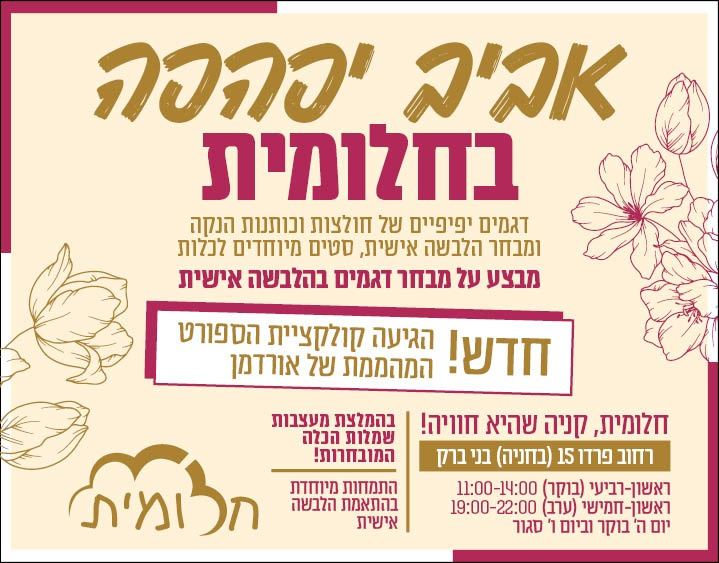 אביב יפהפה
בחלומית
דגמים יפיפיים של חולצות וכותנות הנקה
ומבחר הלבשה אישית, סטים מיוחדים לכלות
מבצע על מבחר דגמים בהלבשה אישית
חדש!
הגיעה קולקציית הספורט
המהממת של אורדמן
חלומית, קניה שהיא חוויה!
רחוב פרדו 15 (בחניה) בני ברק
ראשון-רביעי (בוקר) 11:00-14:00
ראשון-חמישי (ערב) 19:00-22:00
יום ה' בוקר וביום ו' סגור
בהמלצת מעצבות
שמלות הכלה
המובחרות!
התמחות מיוחדת
בהתאמת הלבשה
אישית
חלומית